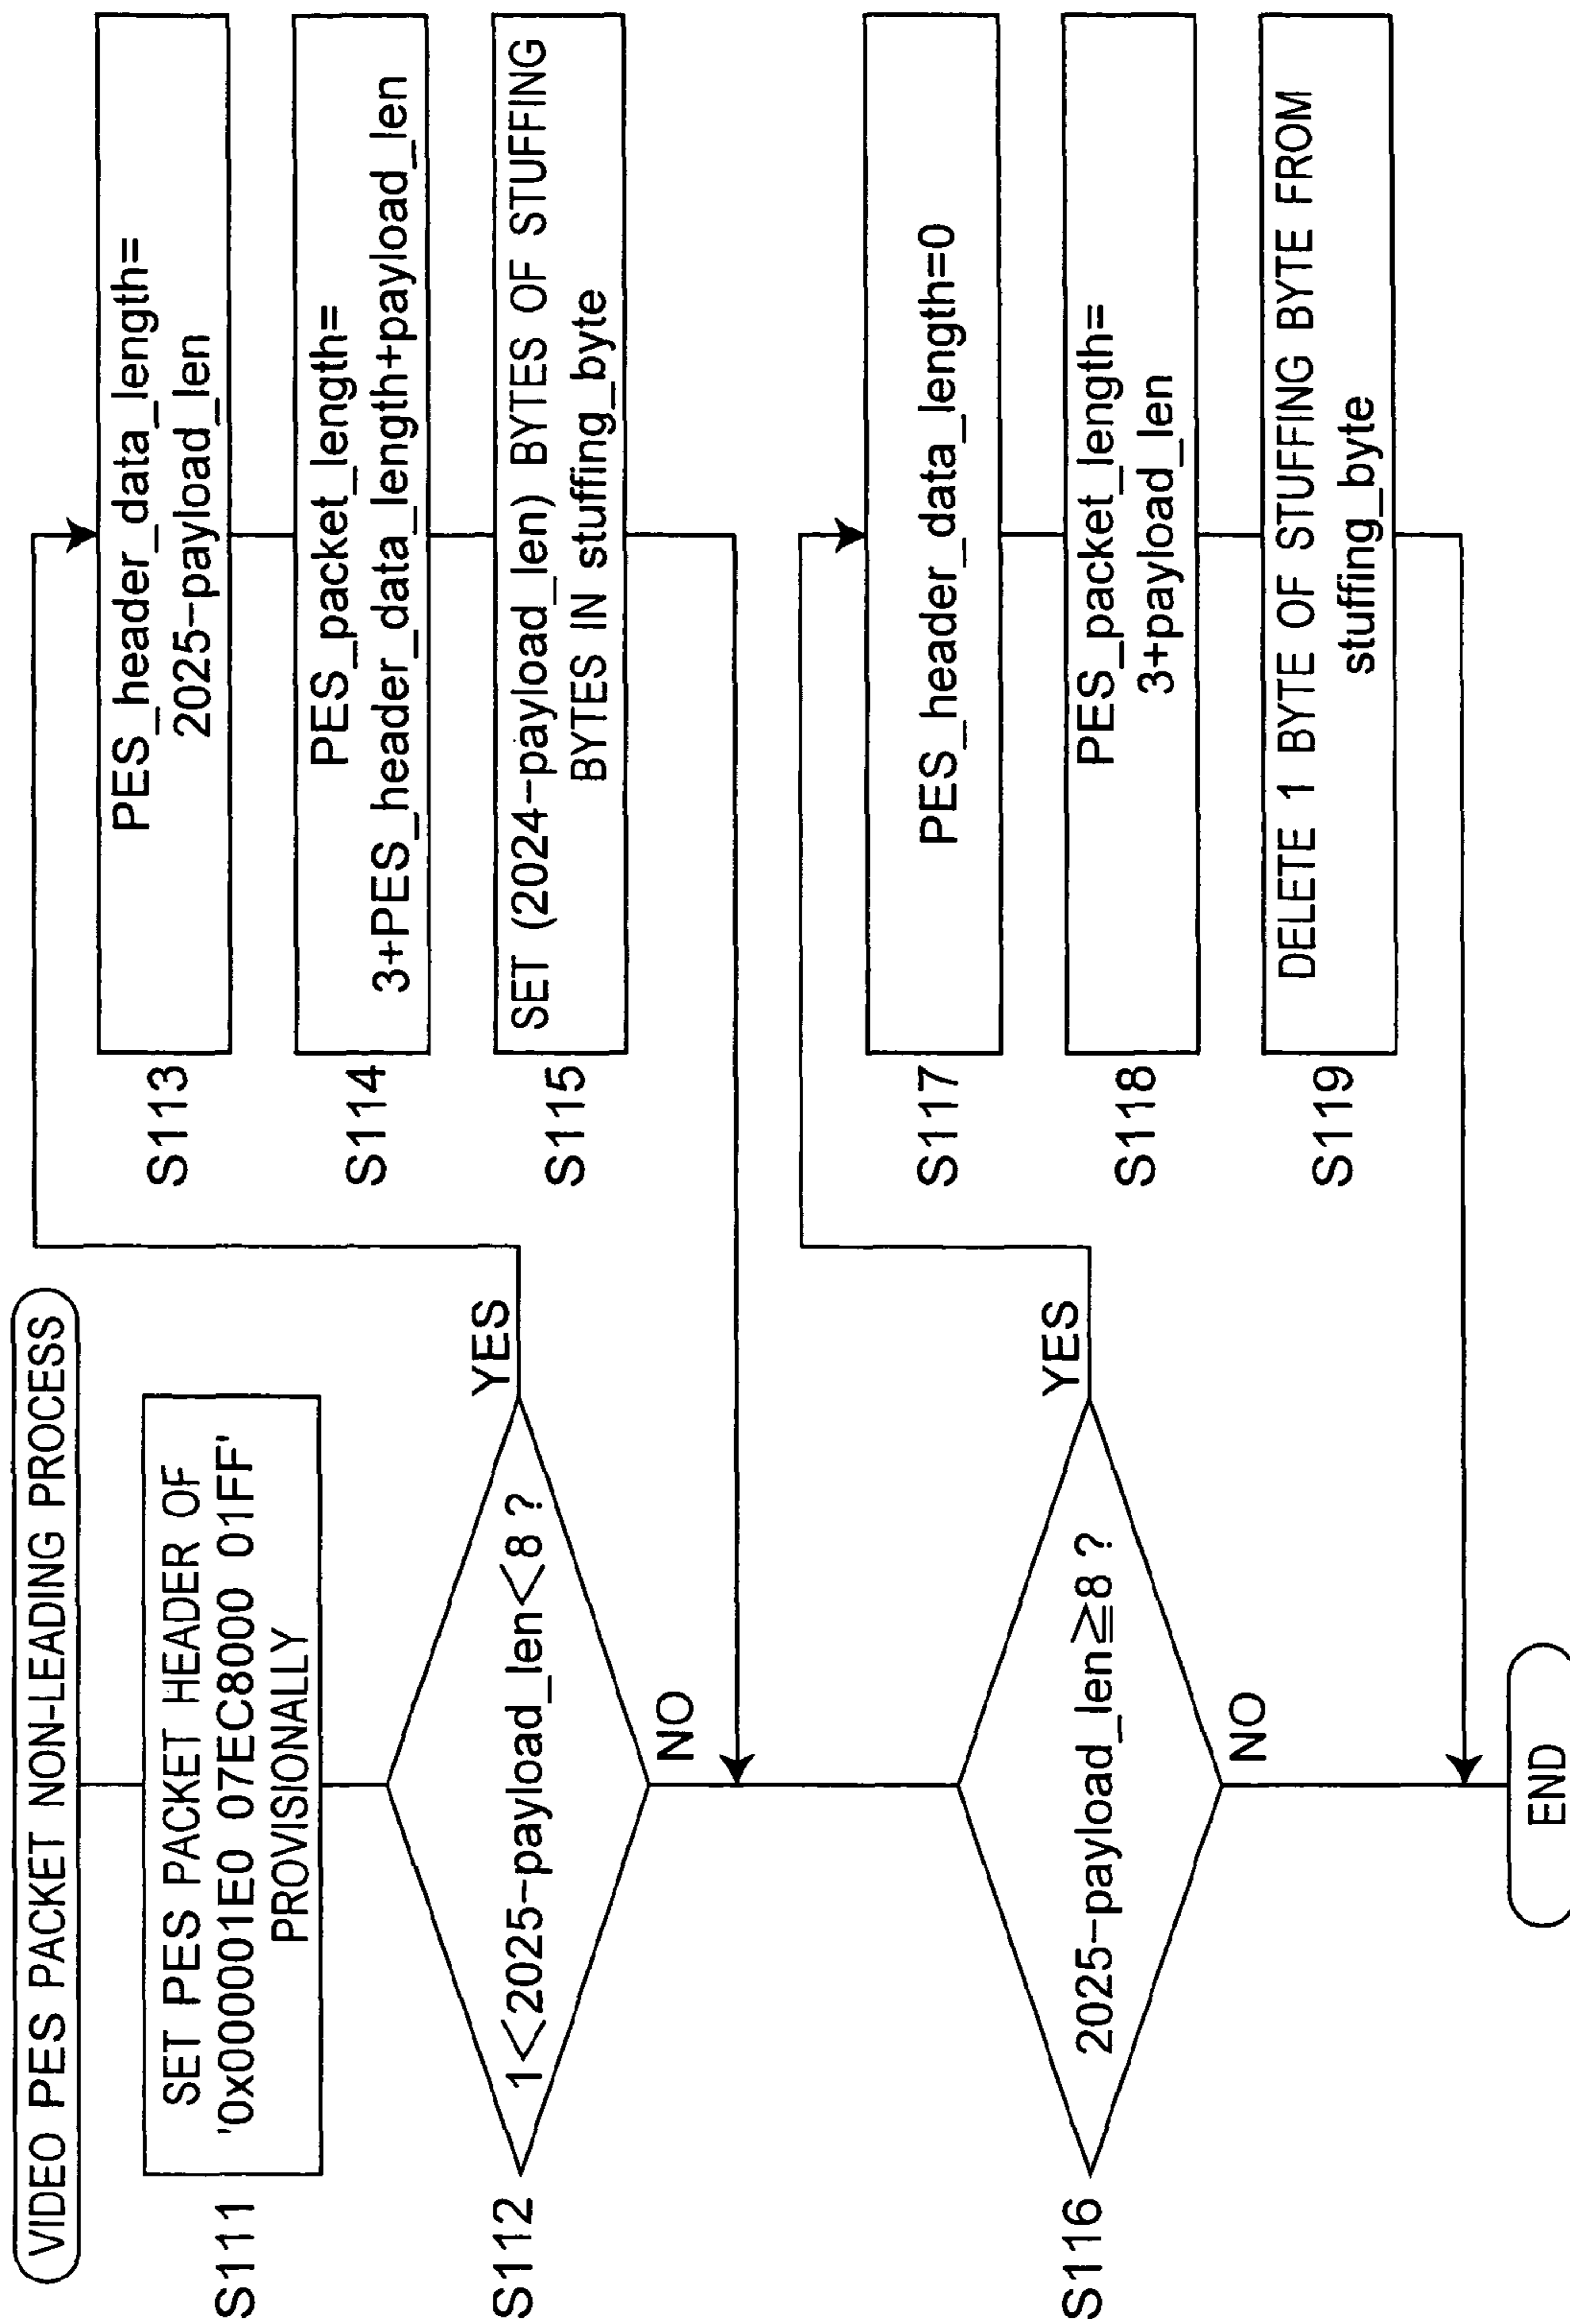 VIDEO PES PACKET NON-LEADING PROCESS
S111
SET PES PACKET HEADER OF
'0x000001E0 07EC8000 01FF'
PROVISIONALLY
S112
1<2025-payload_len<8 ?
YES
NO
S113
PES_header_data_length=
2025-payload_len
S114
PES_packet_length=
3+PES_header_data_length+payload_len
S115
SET (2024-payload_len) BYTES OF STUFFING
BYTES IN stuffing_byte
S116
2025-payload_len≧8 ?
YES
NO
S117
PES_header_data_length=0
S118
PES_packet_length=
3+payload_len
S119
DELETE 1 BYTE OF STUFFING BYTE FROM
stuffing_byte
END